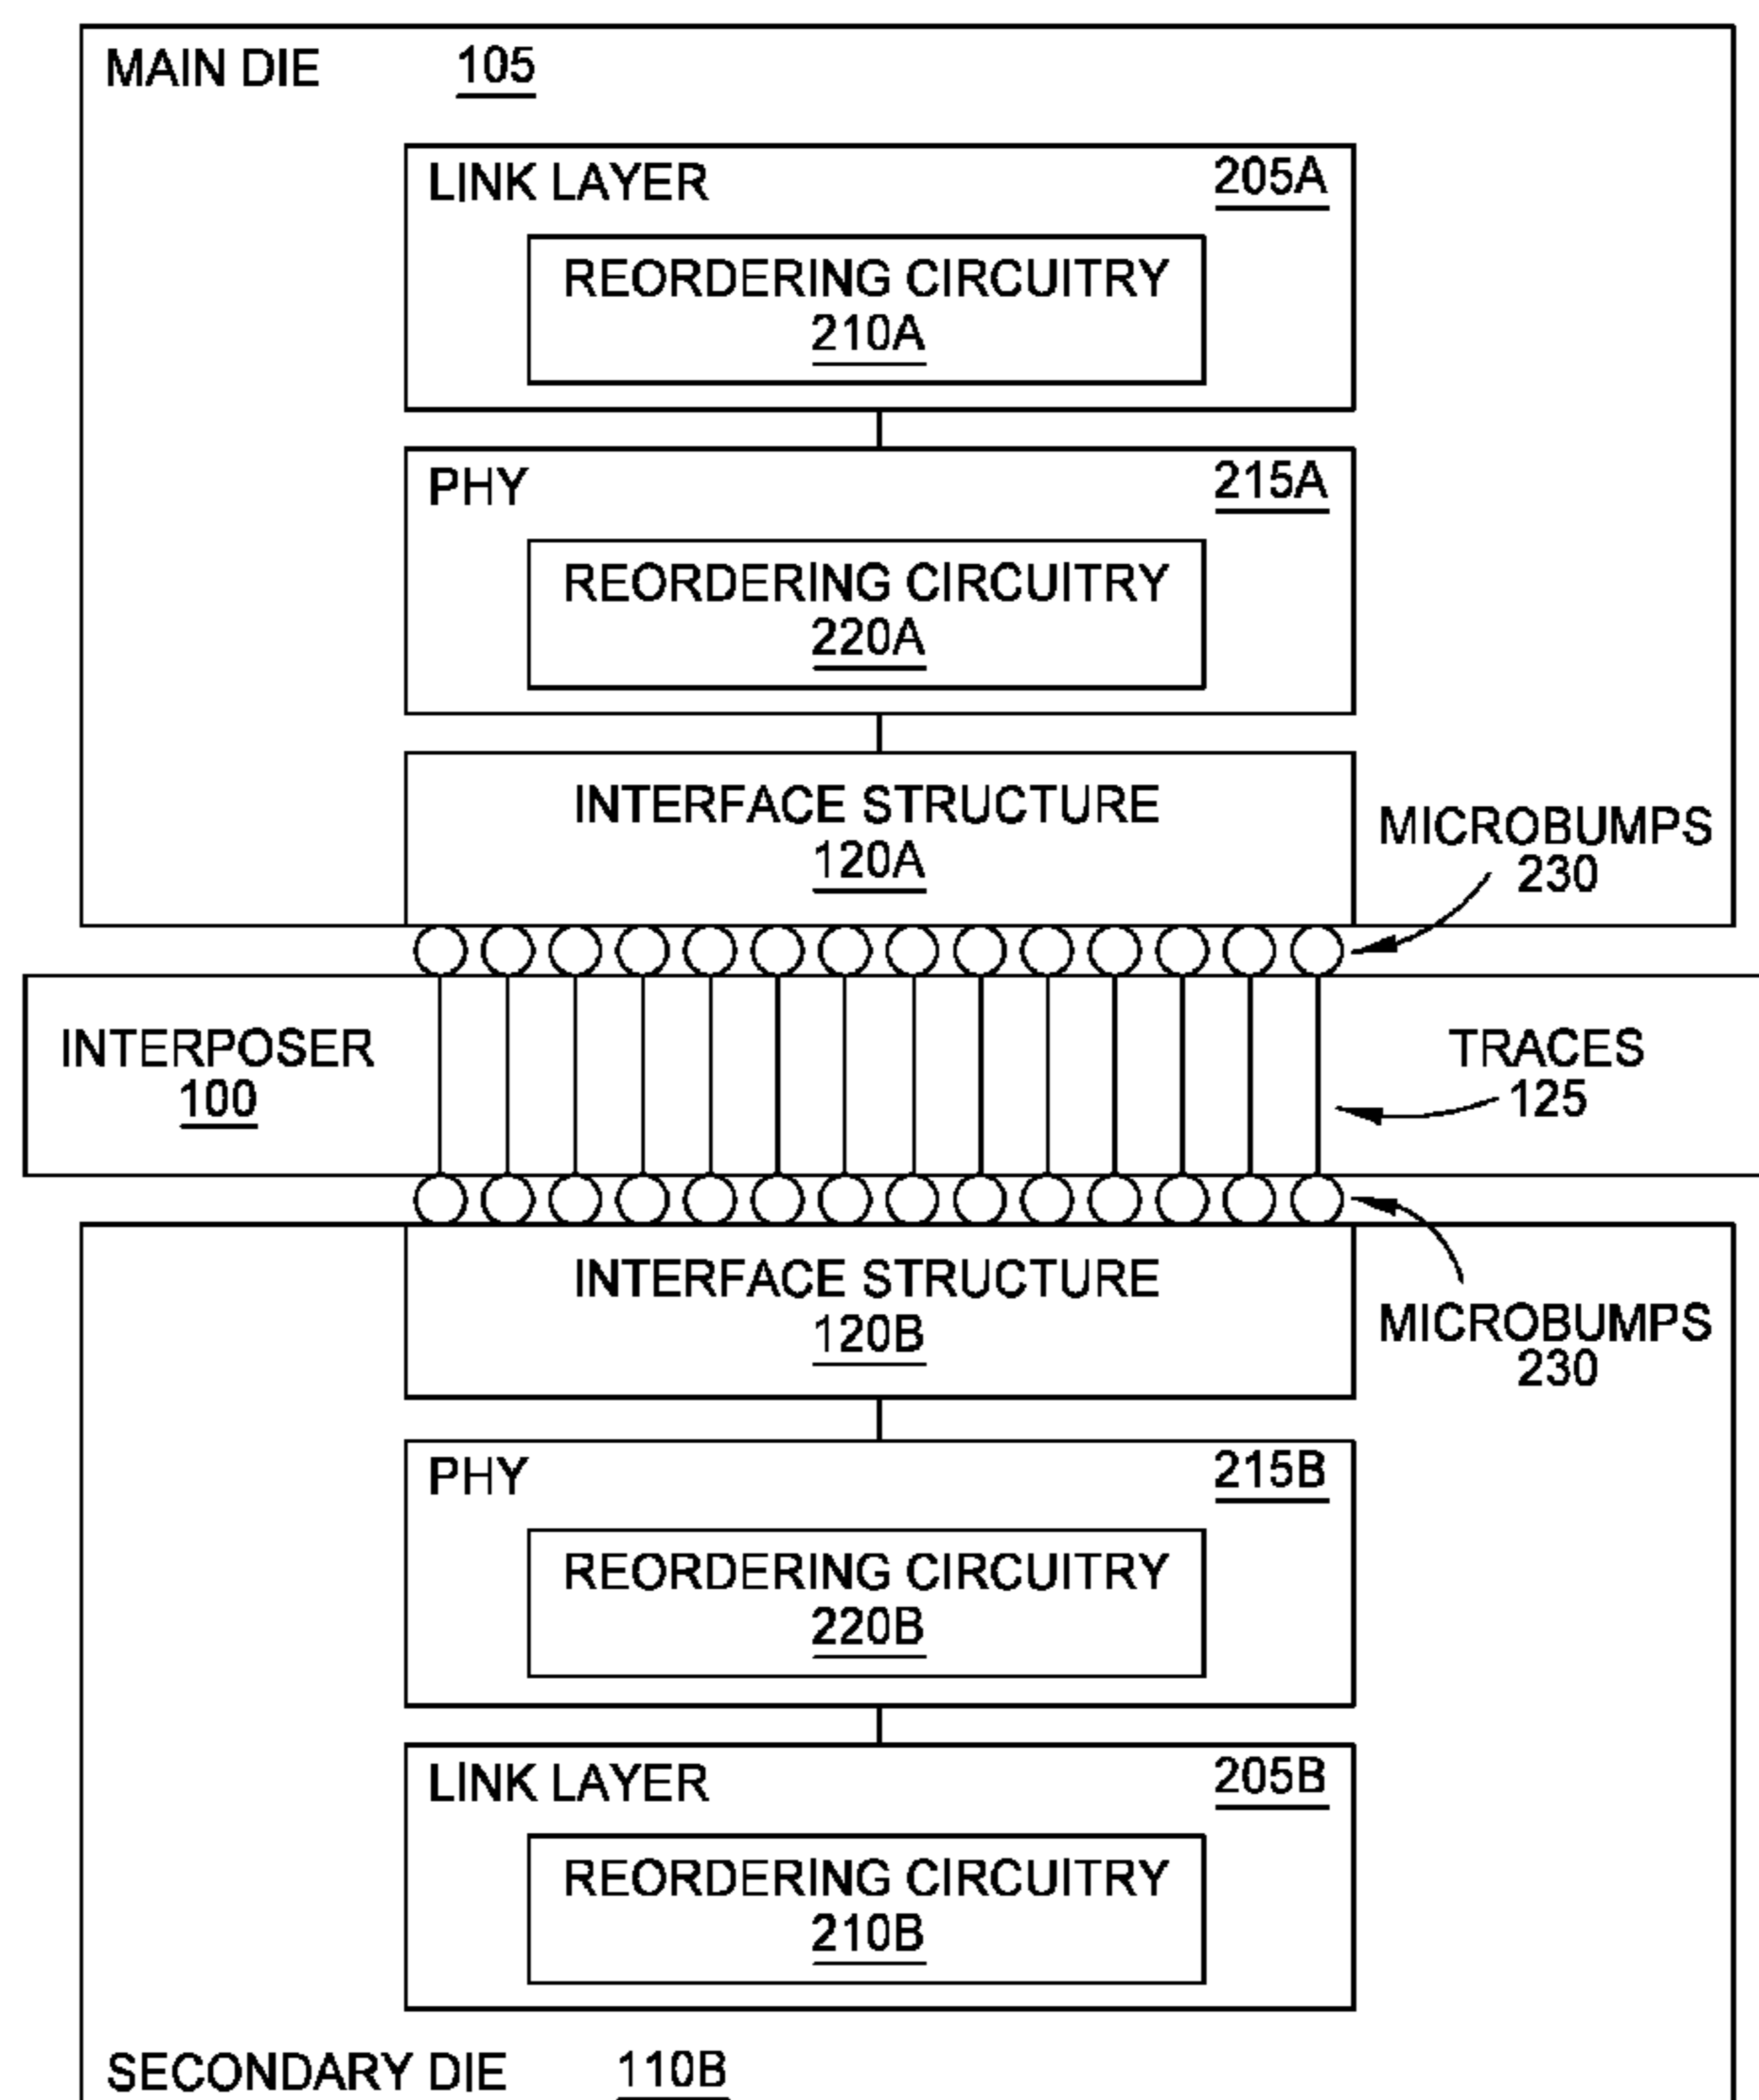 MAIN DIE 105
LINK LAYER 205A
REORDERING CIRCUITRY
210A
PHY 215A
REORDERING CIRCUITRY
220A
INTERFACE STRUCTURE
120A
MICROBUMPS
230
INTERPOSER
100
TRACES
125
INTERFACE STRUCTURE
120B
MICROBUMPS
230
PHY 215B
REORDERING CIRCUITRY
220B
LINK LAYER 205B
REORDERING CIRCUITRY
210B
SECONDARY DIE 110B